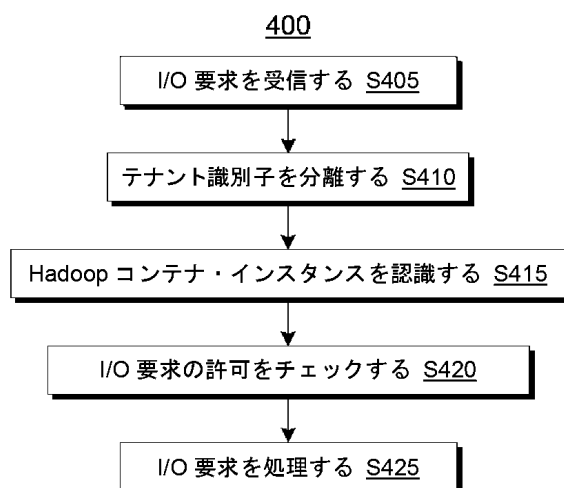 400
I/O 要求を受信する S405
テナント識別子を分離する S410
Hadoop コンテナ・インスタンスを認識する S415
I/O 要求の許可をチェックする S420
I/O 要求を処理する S425